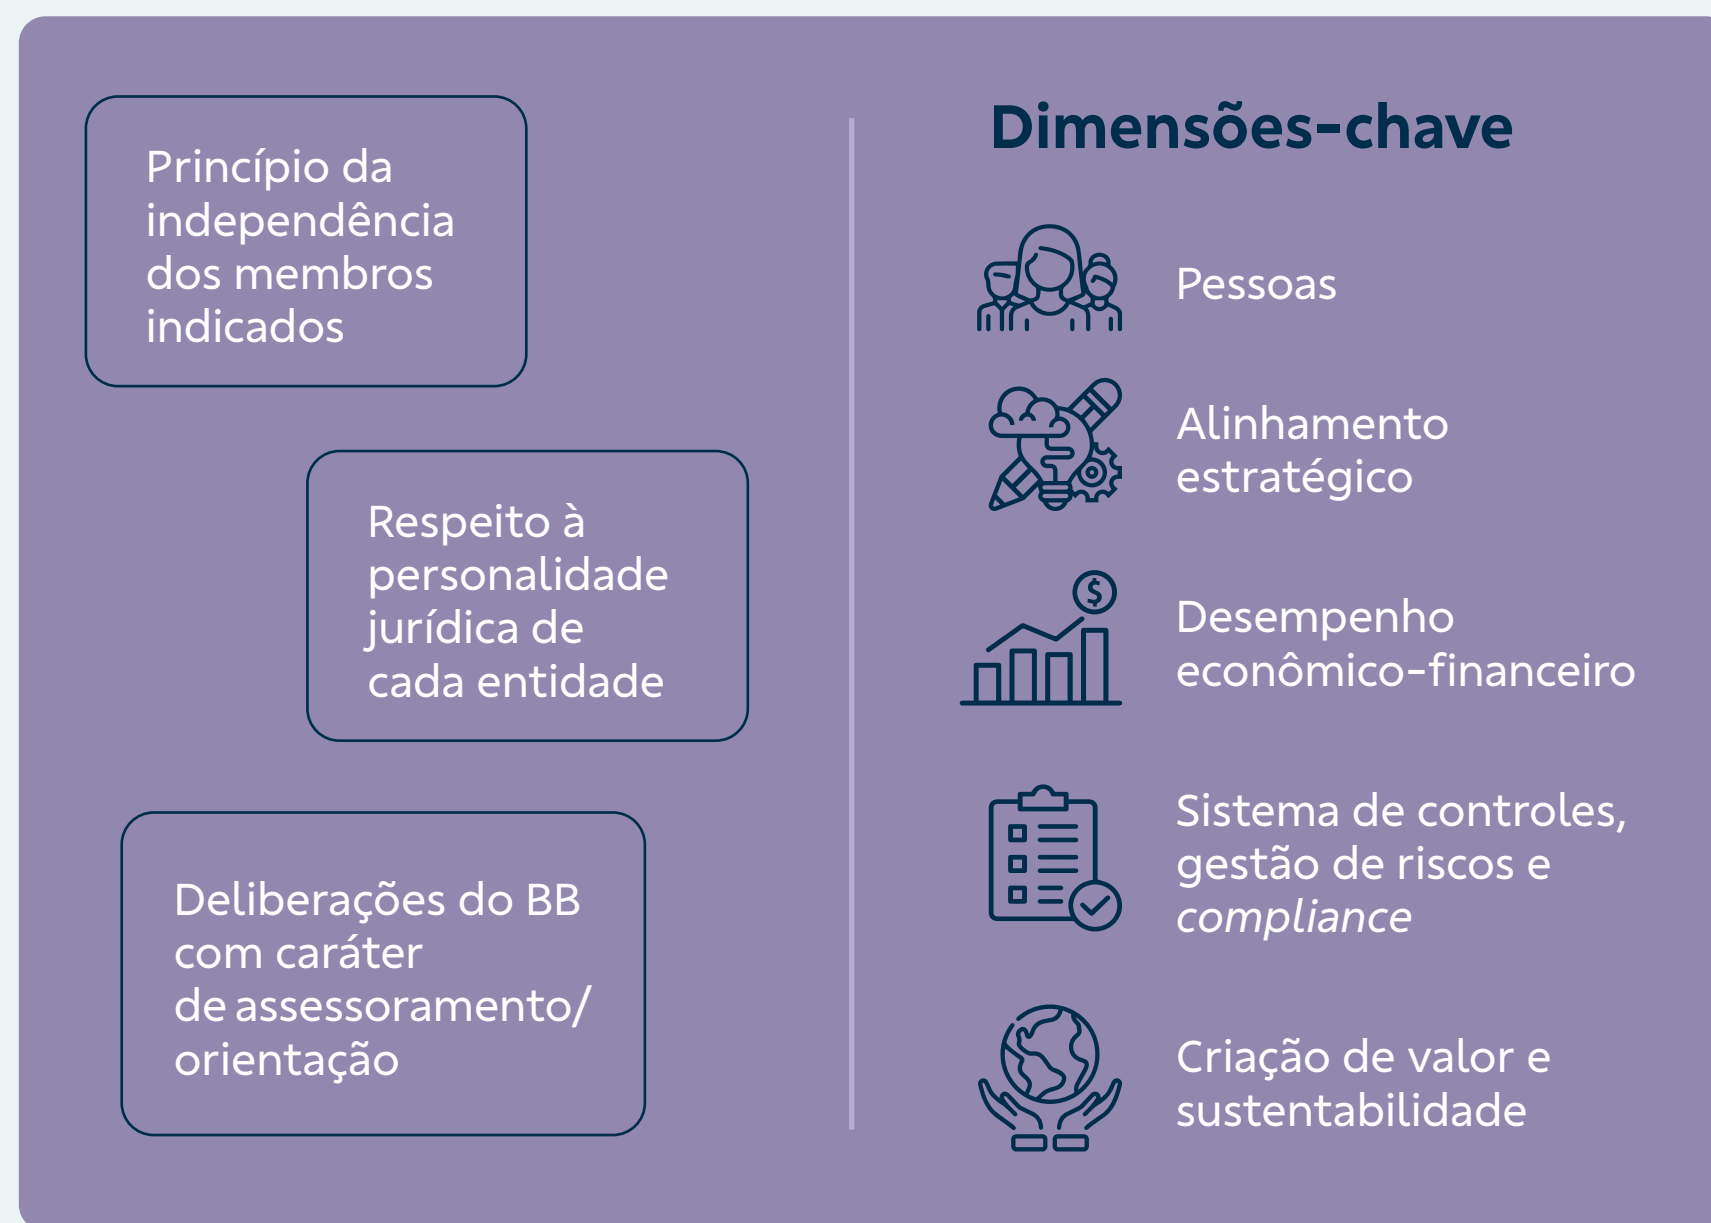 Princípio da
independência
dos membros
indicados
Respeito à
personalidade
jurídica de
cada entidade
Deliberações do BB
com caráter
de assessoramento/
orientação
Dimensões-chave
Pessoas
Alinhamento
estratégico
$
Desempenho
econômico-financeiro
Sistema de controles,
gestão de riscos e
compliance
Criação de valor e
sustentabilidade